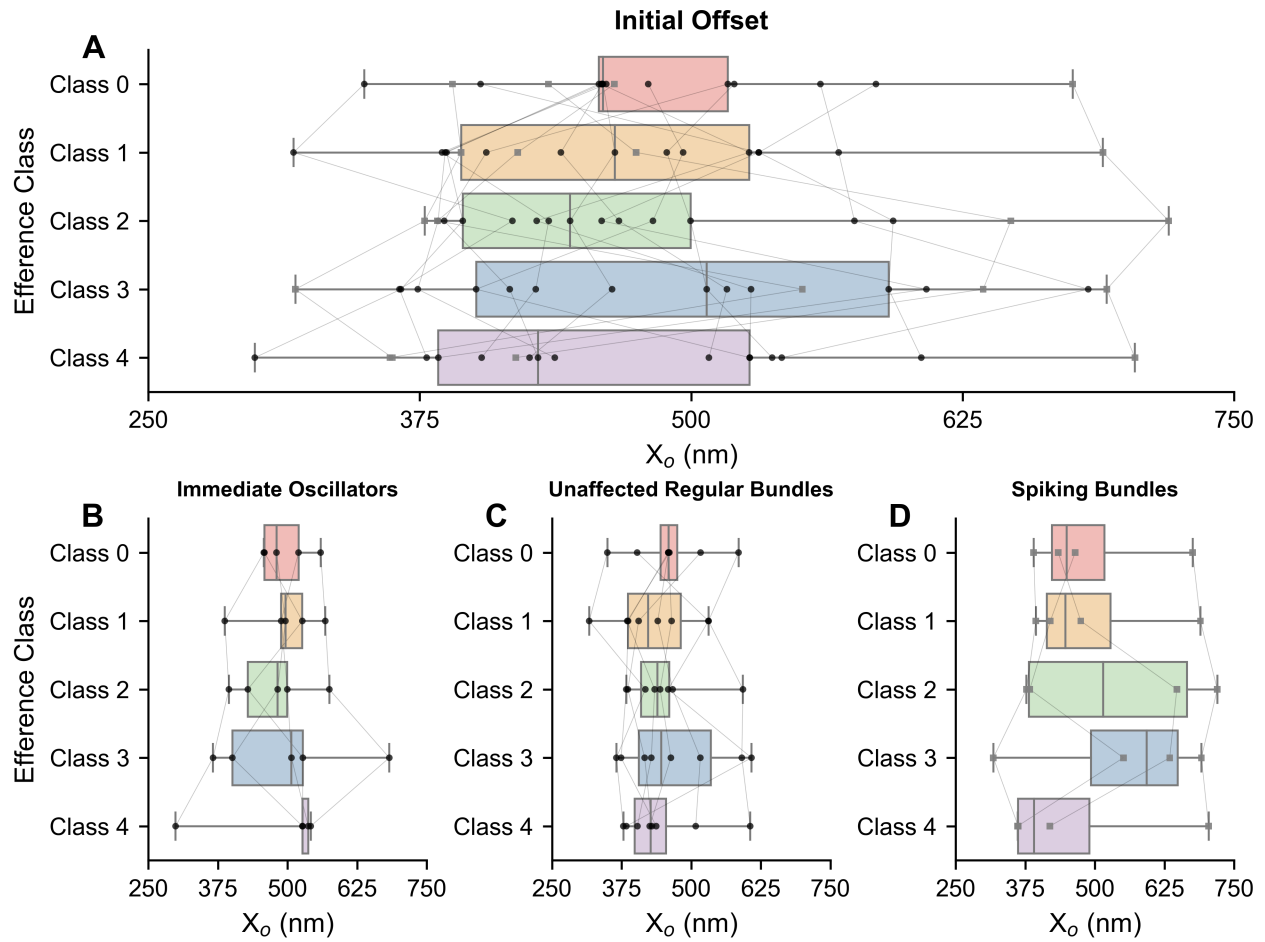 Initial Offset
A
Efference Class
Class 0
Class 1
Class 2
Class 3
Class 4
250 375 500 625 750
Xₒ (nm)
Immediate Oscillators
B
Efference Class
Class 0
Class 1
Class 2
Class 3
Class 4
250 375 500 625 750
Xₒ (nm)
Unaffected Regular Bundles
C
Class 0
Class 1
Class 2
Class 3
Class 4
250 375 500 625 750
Xₒ (nm)
Spiking Bundles
D
Class 0
Class 1
Class 2
Class 3
Class 4
250 375 500 625 750
Xₒ (nm)